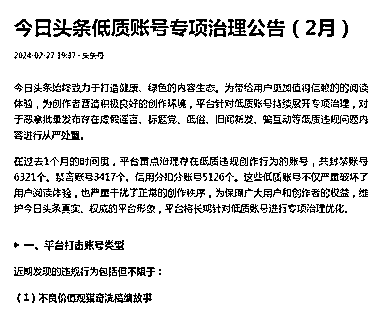 今日头条低质账号专项治理公告（2月）
2024-02-27 19:37 · 头条号
今日头条始终致力于打造健康、绿色的内容生态。为带给用户更加值得信赖的的阅读
体验，为创作者营造积极良好的创作环境，平台针对低质账号持续展开专项治理，对
于恶意批量发布存在虚假谣言、标题党、低俗、旧闻新发、骗互动等低质违规问题内
容进行从严处置。
在过去1个月的时间里，平台重点治理存在低质违规创作行为的账号，共封禁账号
6321个、禁言账号3417个、信用分扣分账号5126个。这些低质账号不仅严重破坏了
用户阅读体验，也严重干扰了正常的创作秩序，为保障广大用户和创作者的权益，维
护今日头条真实、权威的平台形象，平台将长期针对低质账号进行专项治理优化。
一、平台打击账号类型
近期发现的违规行为包括但不限于：
（1）不良价值观猎奇洗稿编故事